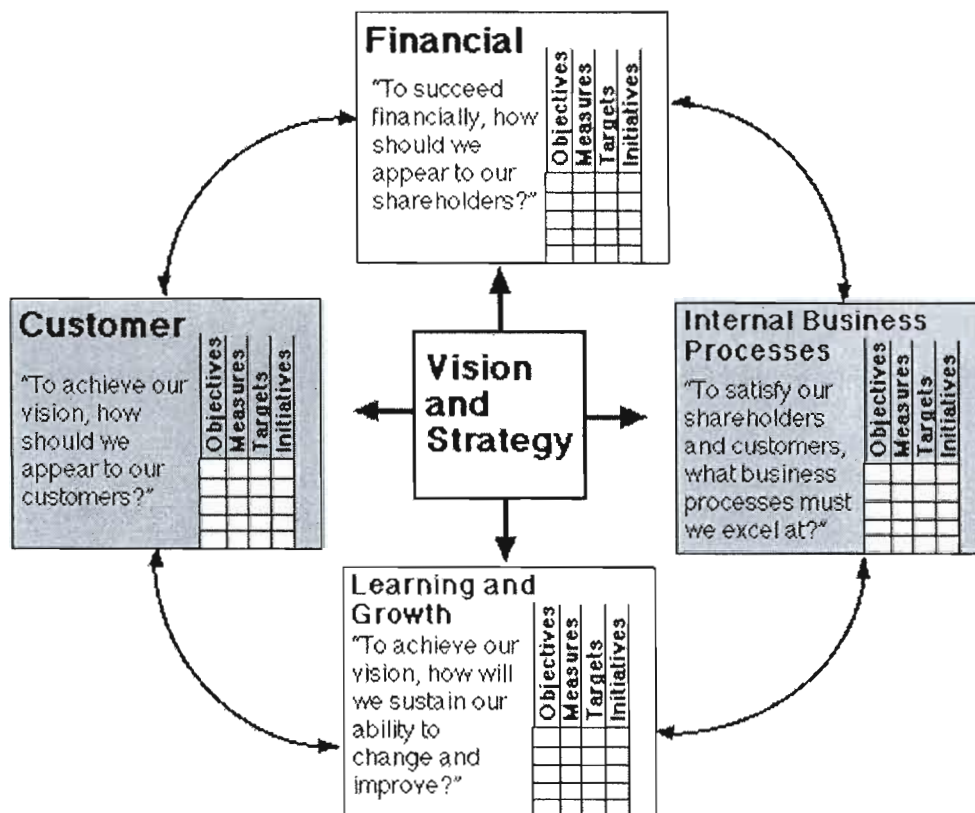 Financial
"To succeed
financially, how
should we
appear to our
shareholders?"
Objectives
Measures
Targets
Initiatives
Customer
"To achieve our
vision, how
should we
appear to our
customers?"
Objectives
Measures
Targets
Initiatives
Vision
and
Strategy
Internal Business
Processes
"To satisfy our
shareholders
and customers,
what business
processes must
we excel at?"
Objectives
Measures
Targets
Initiatives
Learning and
Growth
"To achieve our
vision, how will
we sustain our
ability to
change and
improve?"
Objectives
Measures
Targets
Initiatives